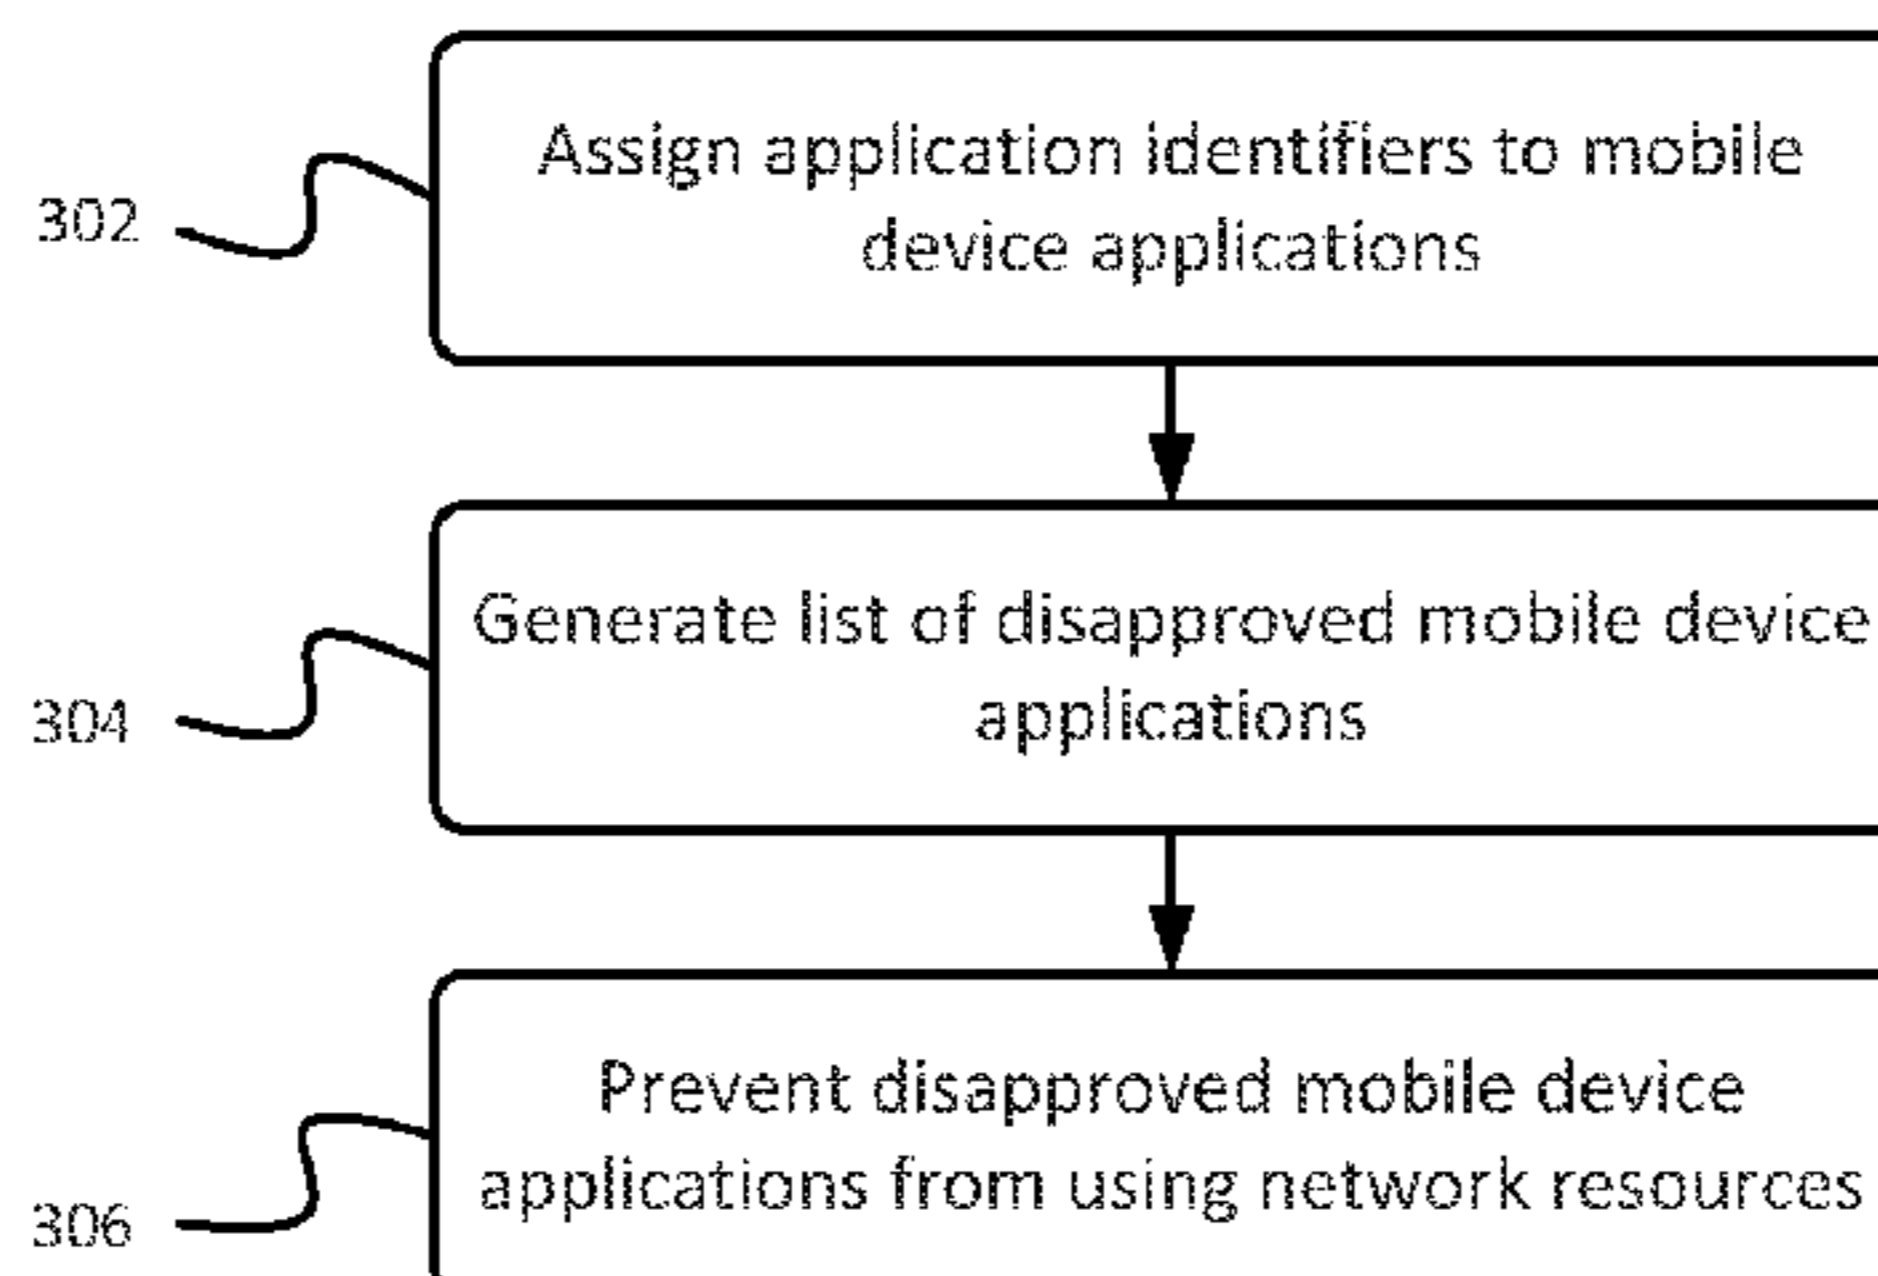 302
Assign application identifiers to mobile
device applications
304
Generate list of disapproved mobile device
applications
306
Prevent disapproved mobile device
applications from using network resources